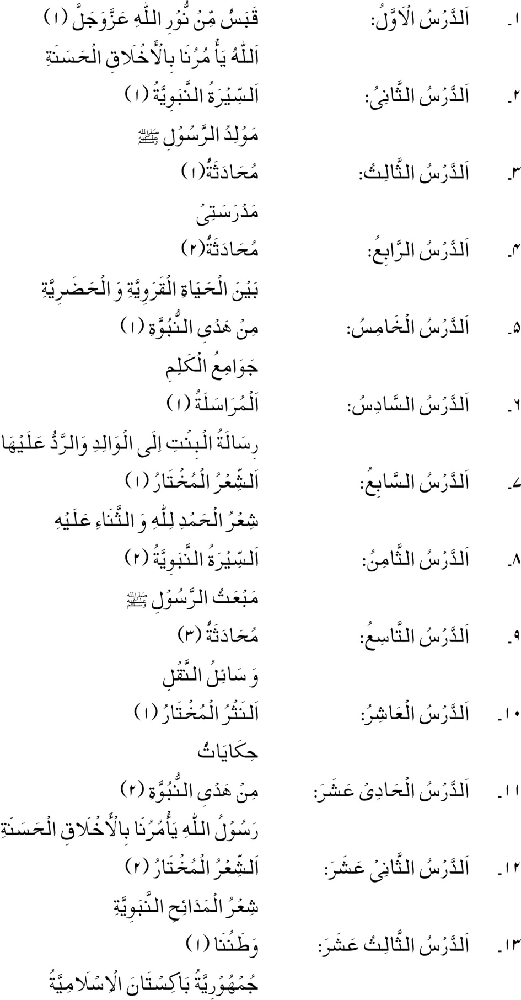 ۱۔ اَلدَّرۡسُ الۡاَوَّلُ: قَبَسٌ مِّنۡ نُّوۡرِ اللّٰهِ عَزَّوَجَلَّ (۱)
اَللّٰهُ يَأۡ مُرُنَا بِالۡأَخۡلَاقِ الۡحَسَنَةِ
۲۔ اَلدَّرۡسُ الثَّانِیُ: اَلسِّيۡرَةُ النَّبَوِيَّةُ (۱)
مَوۡلِدُ الرَّسُوۡلِ ﷺ
۳۔ اَلدَّرۡسُ الثَّالِثُ: مُحَادَثَةٌ (۱)
مَدۡرَسَتِیۡ
۴۔ اَلدَّرۡسُ الرَّابِعُ: مُحَادَثَةٌ (۲)
بَيۡنَ الۡحَيَاةِ الۡقَرَوِيَّةِ وَ الۡحَضَرِيَّةِ
۵۔ اَلدَّرۡسُ الۡخَامِسُ: مِنۡ هَدۡیِ النُّبُوَّةِ (۱)
جَوَامِعُ الۡكَلِمِ
۶۔ اَلدَّرۡسُ السَّادِسُ: اَلۡمُرَاسَلَةُ (۱)
رِسَالَةُ الۡبِنۡتِ اِلَی الۡوَالِدِ وَالرَّدُّ عَلَيۡهَا
۷۔ اَلدَّرۡسُ السَّابِعُ: اَلشِّعۡرُ الۡمُخۡتَارُ (۱)
شِعۡرُ الۡحَمۡدِ لِلّٰهِ وَ الثَّنَاءِ عَلَيۡهِ
۸۔ اَلدَّرۡسُ الثَّامِنُ: اَلسِّيۡرَةُ النَّبَوِيَّةُ (۲)
مَبۡعَثُ الرَّسُوۡلِ ﷺ
۹۔ اَلدَّرۡسُ التَّاسِعُ: مُحَادَثَةٌ (۳)
وَ سَائِلُ النَّقۡلِ
۱۰۔ اَلدَّرۡسُ الۡعَاشِرُ: اَلنَثۡرُ الۡمُخۡتَارُ (۱)
حِكَايَاتٌ
۱۱۔ اَلدَّرۡسُ الۡحَادِیۡ عَشَرَ: مِنۡ هَدۡیِ النُّبُوَّةِ (۲)
رَسُوۡلُ اللّٰهِ يَأۡمُرُنَا بِالۡأَخۡلَاقِ الۡحَسَنَةِ
۱۲۔ اَلدَّرۡسُ الثَّانِیۡ عَشَرَ: اَلشِّعۡرُ الۡمُخۡتَارُ (۲)
شِعۡرُ الۡمَدَائِحِ النَّبَوِيَّةِ
۱۳۔ اَلدَّرۡسُ الثَّالِثُ عَشَرَ: وَطَنُنَا (۱)
جُمۡهُوۡرِيَّةُ بَاكِسۡتَانَ الۡاِسۡلَامِيَّةُ